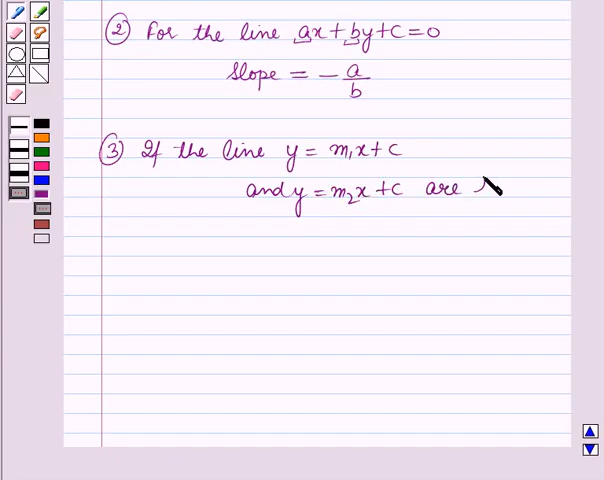 ② For the line ax+by+c=0
Slope = -a/b
③ If the line y = m₁x+c
and y = m₂x+c are